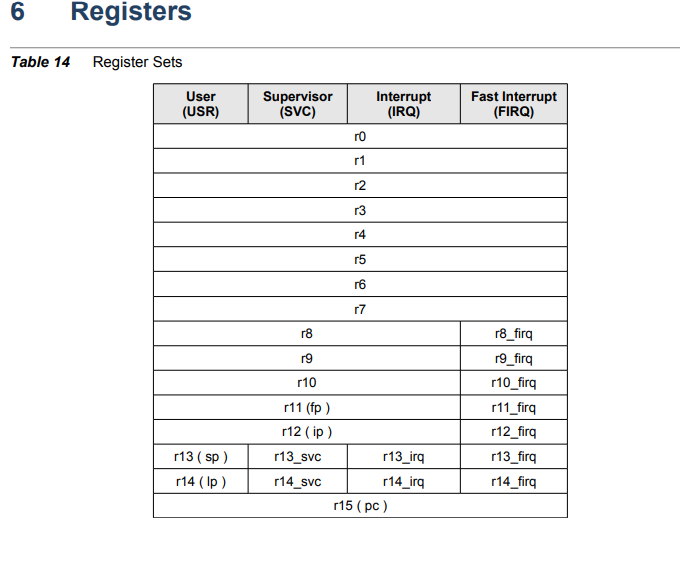 6 Registers
Table 14 Register Sets
User (USR) Supervisor (SVC) Interrupt (IRQ) Fast Interrupt (FIRQ)
r0
r1
r2
r3
r4
r5
r6
r7
r8 r8_firq
r9 r9_firq
r10 r10_firq
r11 (fp ) r11_firq
r12 ( ip ) r12_firq
r13 ( sp ) r13_svc r13_irq r13_firq
r14 ( lp ) r14_svc r14_irq r14_firq
r15 ( pc )